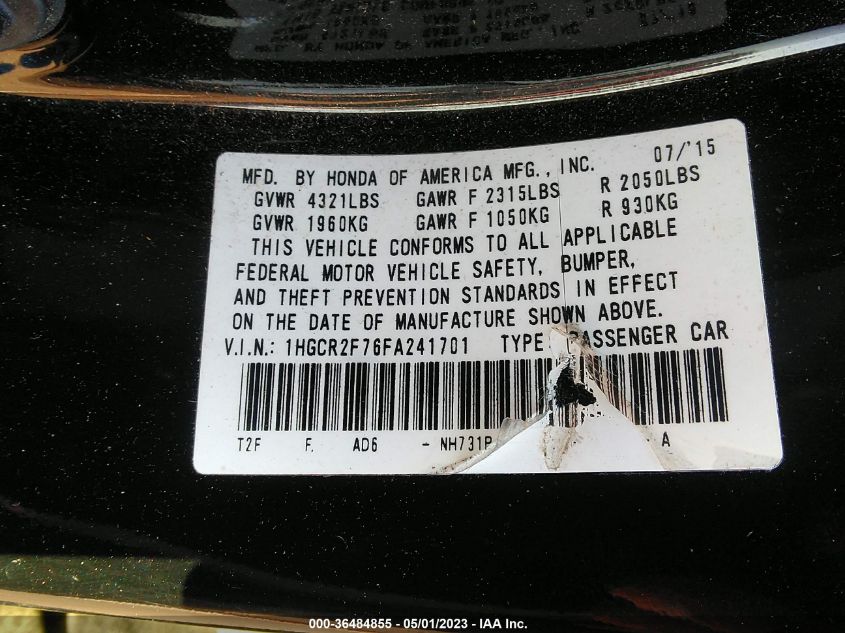 07/'15
MFD. BY HONDA OF AMERICA MFG., INC.
GVWR 4321LBS GAWR F 2315LBS R 2050LBS
GVWR 1960KG GAWR F 1050KG R 930KG
THIS VEHICLE CONFORMS TO ALL APPLICABLE
FEDERAL MOTOR VEHICLE SAFETY, BUMPER,
AND THEFT PREVENTION STANDARDS IN EFFECT
ON THE DATE OF MANUFACTURE SHOWN ABOVE.
V.I.N.: 1HGCR2F76FA241701 TYPE PASSENGER CAR
T2F F. AD6 - NH731P A
000-36484855 - 05/01/2023 - IAA Inc.